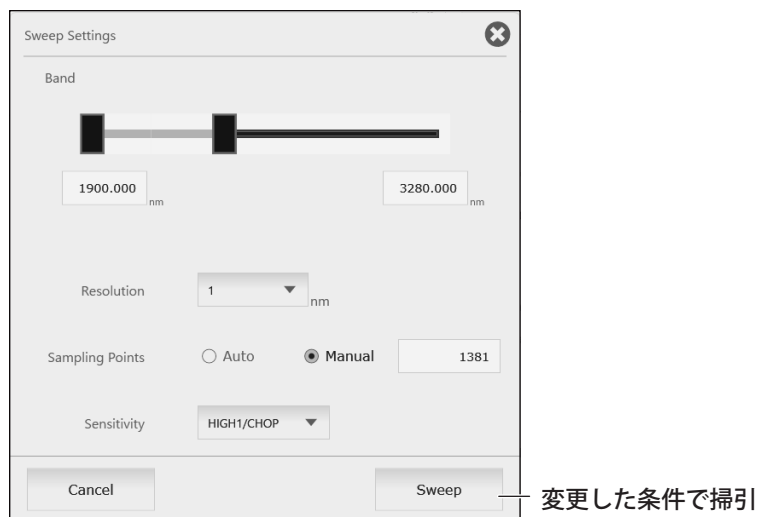 Sweep Settings
Band
1900.000 nm
3280.000 nm
Resolution 1 nm
Sampling Points Auto Manual 1381
Sensitivity HIGH1/CHOP
Cancel Sweep 変更した条件で掃引